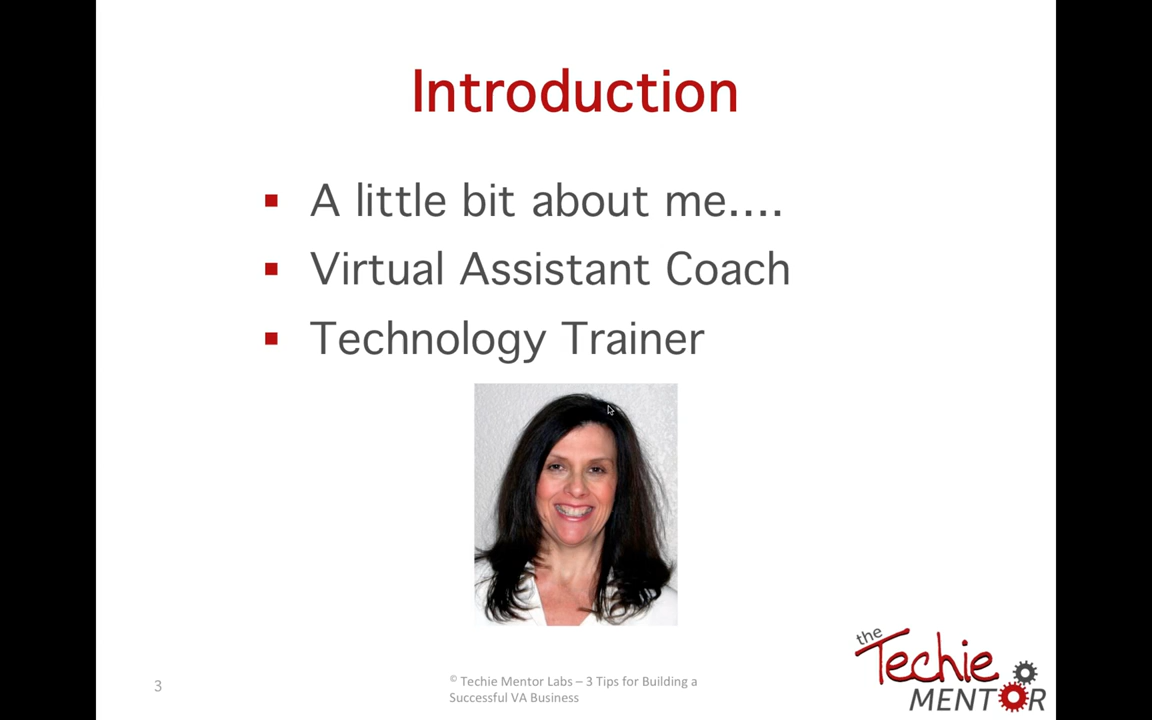 Introduction
A little bit about me....
Virtual Assistant Coach
Technology Trainer
3
© Techie Mentor Labs – 3 Tips for Building a
Successful VA Business
the
Techie
MENTOR